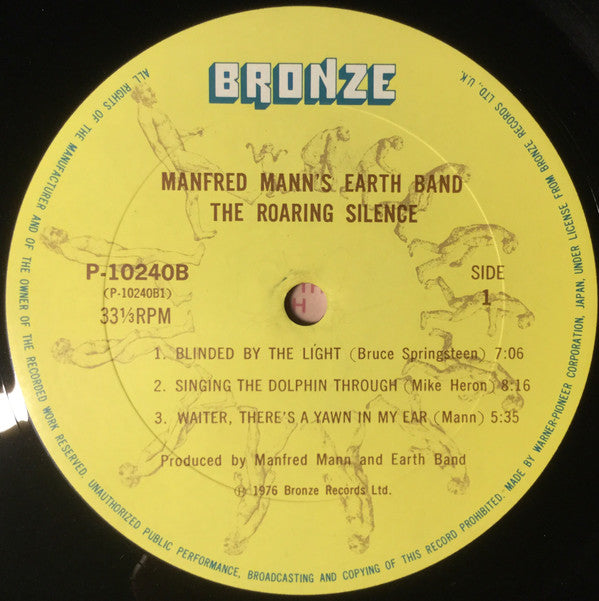 BRONZE
MANFRED MANN'S EARTH BAND
THE ROARING SILENCE
P-10240B
(P-10240B1)
33⅓RPM
SIDE
1
1. BLINDED BY THE LIGHT (Bruce Springsteen) 7:06
2. SINGING THE DOLPHIN THROUGH (Mike Heron) 8:16
3. WAITER, THERE'S A YAWN IN MY EAR (Mann) 5:35
Produced by Manfred Mann and Earth Band
Ⓟ 1976 Bronze Records Ltd.
ALL RIGHTS OF THE MANUFACTURER AND OF THE OWNER OF THE RECORDED WORK RESERVED. UNAUTHORIZED PUBLIC PERFORMANCE, BROADCASTING AND COPYING OF THIS RECORD PROHIBITED. MADE BY WARNER-PIONEER CORPORATION, JAPAN, UNDER LICENSE FROM BRONZE RECORDS LTD., U.K.